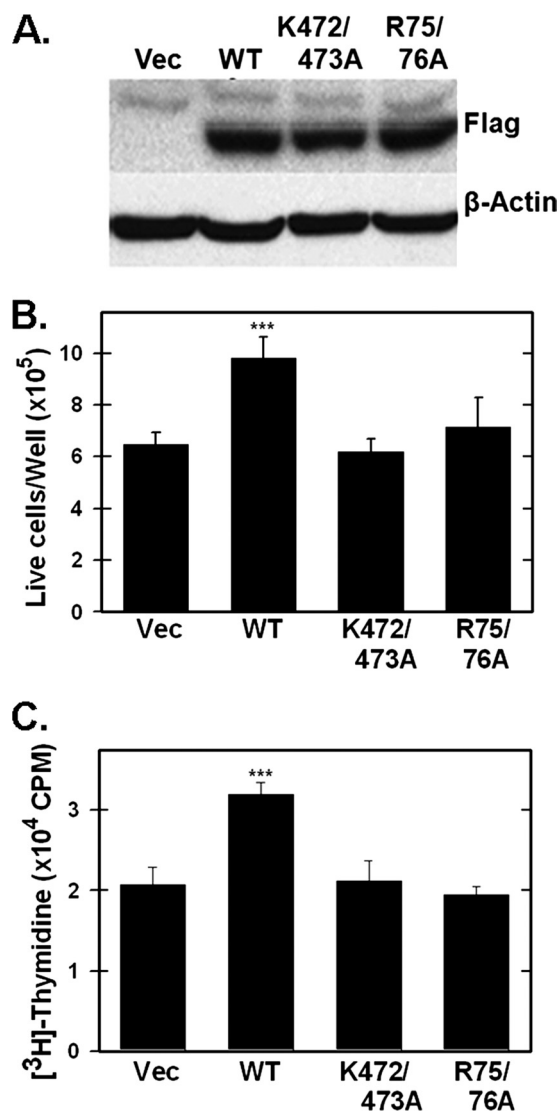 A.
Vec WT K472/ R75/
473A 76A
Flag
β-Actin
B.
Live cells/Well (x10⁵)
10
8
6
4
2
0
***
Vec WT K472/ R75/
473A 76A
C.
[³H]-Thymidine (x10⁴ CPM)
3
2
1
0
***
Vec WT K472/ R75/
473A 76A